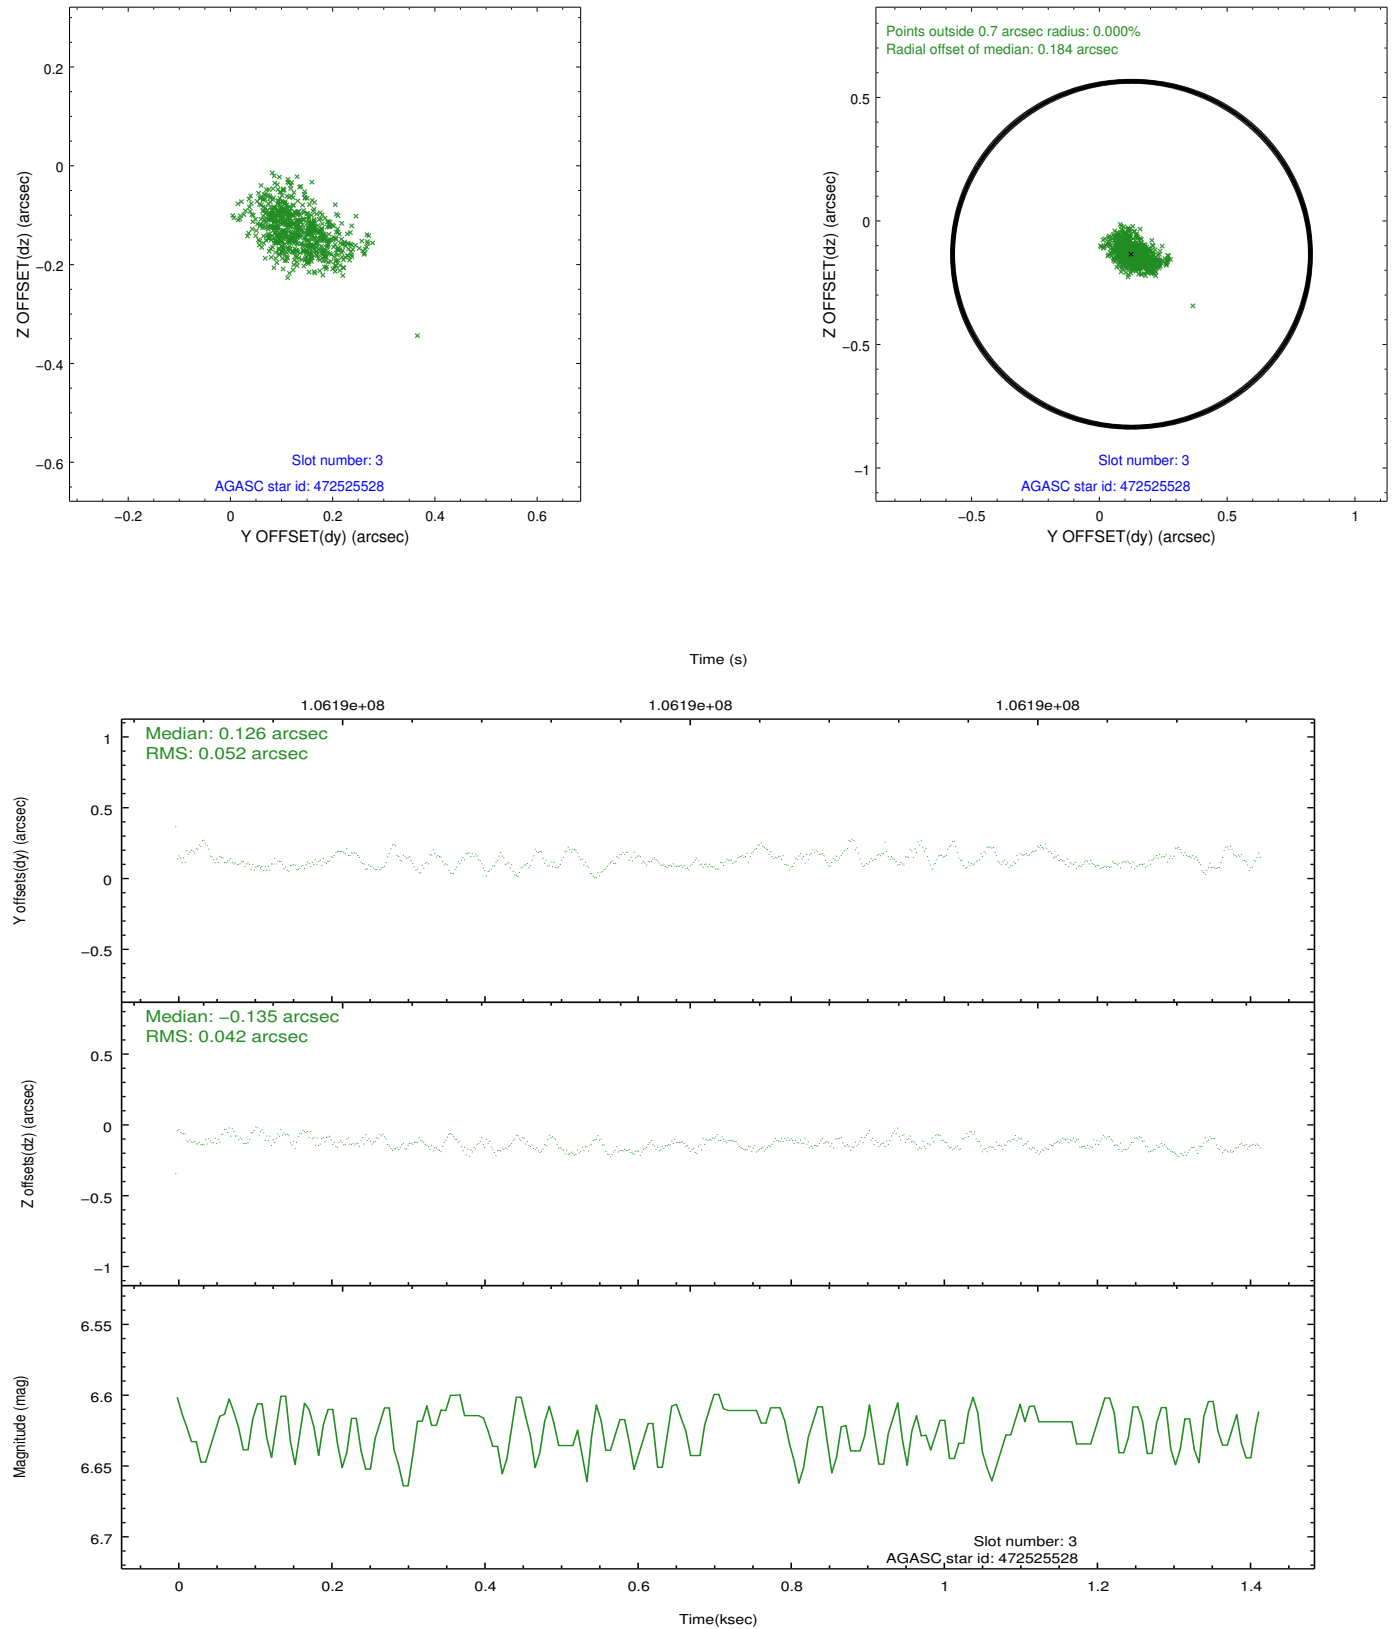 0.2
0
−0.2
−0.4
−0.6
Z OFFSET(dz) (arcsec)
Slot number: 3
AGASC star id: 472525528
−0.2 0 0.2 0.4 0.6
Y OFFSET(dy) (arcsec)
Points outside 0.7 arcsec radius: 0.000%
Radial offset of median: 0.184 arcsec
0.5
0
−0.5
−1
Z OFFSET(dz) (arcsec)
Slot number: 3
AGASC star id: 472525528
−0.5 0 0.5 1
Y OFFSET(dy) (arcsec)
Time (s)
1.0619e+08 1.0619e+08 1.0619e+08
Median: 0.126 arcsec
RMS: 0.052 arcsec
1
0.5
0
−0.5
Y offsets(dy) (arcsec)
Median: −0.135 arcsec
RMS: 0.042 arcsec
0.5
0
−0.5
−1
Z offsets(dz) (arcsec)
6.55
6.6
6.65
6.7
Magnitude (mag)
Slot number: 3
AGASC star id: 472525528
0 0.2 0.4 0.6 0.8 1 1.2 1.4
Time(ksec)